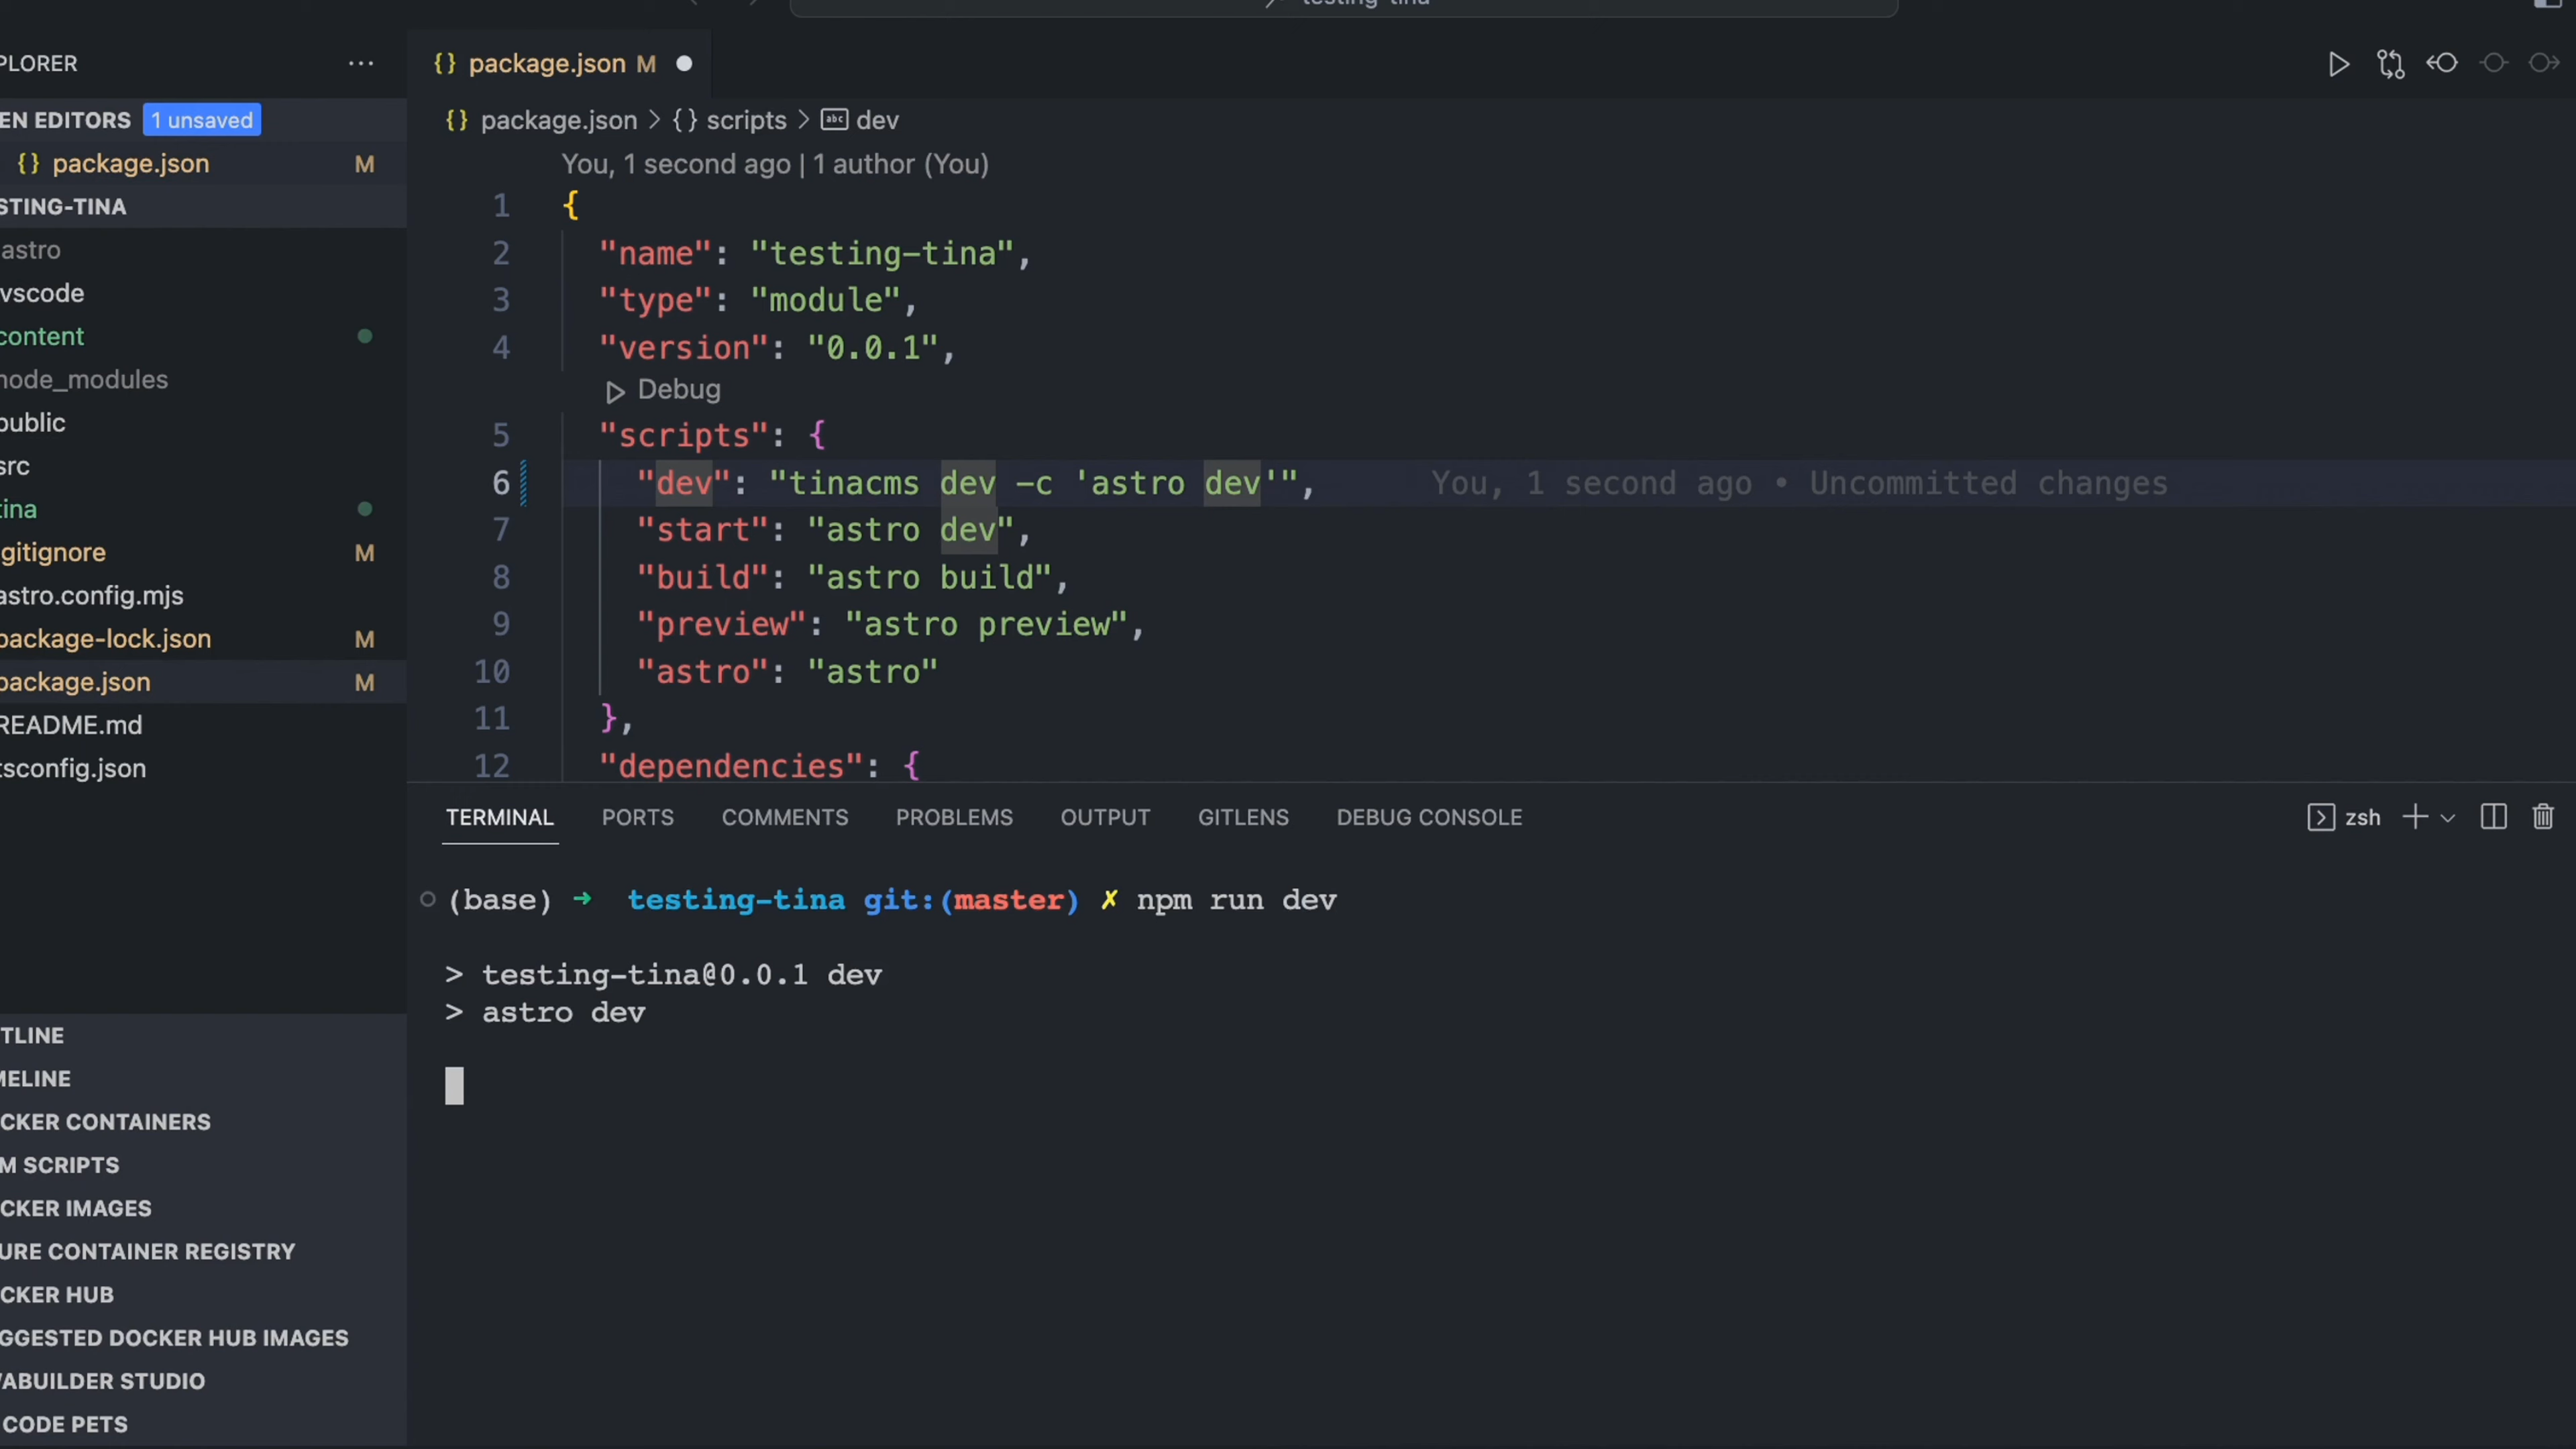 testing-tina
PLORER
EN EDITORS 1 unsaved
{} package.json M
STING-TINA
astro
vscode
content
node_modules
public
src
tina
gitignore M
astro.config.mjs
package-lock.json M
package.json M
README.md
tsconfig.json
TLINE
MELINE
CKER CONTAINERS
M SCRIPTS
CKER IMAGES
URE CONTAINER REGISTRY
CKER HUB
GGESTED DOCKER HUB IMAGES
VABUILDER STUDIO
CODE PETS
{} package.json M
{} package.json > {} scripts > abc dev
You, 1 second ago | 1 author (You)
1 {
2 "name": "testing-tina",
3 "type": "module",
4 "version": "0.0.1",
Debug
5 "scripts": {
6 "dev": "tinacms dev -c 'astro dev'", You, 1 second ago • Uncommitted changes
7 "start": "astro dev",
8 "build": "astro build",
9 "preview": "astro preview",
10 "astro": "astro"
11 },
12 "dependencies": {
TERMINAL PORTS COMMENTS PROBLEMS OUTPUT GITLENS DEBUG CONSOLE zsh
(base) ➜ testing-tina git:(master) ✗ npm run dev
> testing-tina@0.0.1 dev
> astro dev